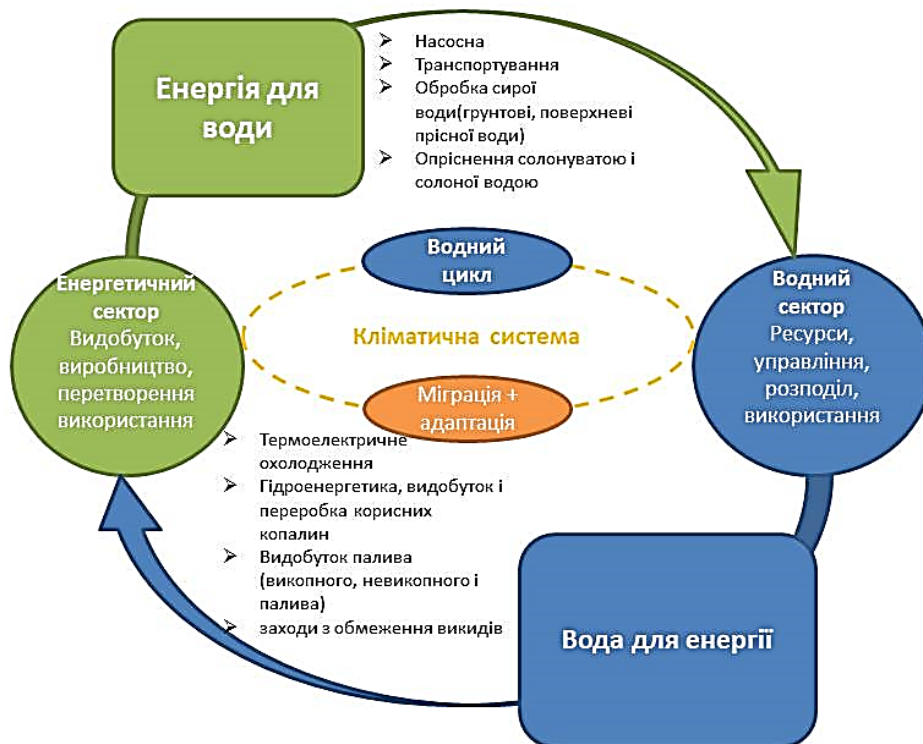 Енергія для
води
➢ Насосна
➢ Транспортування
➢ Обробка сирої
води(грунтові, поверхневі
прісної води)
➢ Опріснення солонуватою і
солоної водою
Енергетичний
сектор
Видобуток,
виробництво,
перетворення
використання
Водний
цикл
Кліматична система
Міграція +
адаптація
Водний
сектор
Ресурси,
управління,
розподіл,
використання
➢ Термоелектричне
охолодження
➢ Гідроенергетика, видобуток і
переробка корисних
копалин
➢ Видобуток палива
(викопного, невикопного і
палива)
➢ заходи з обмеження викидів
Вода для енергії